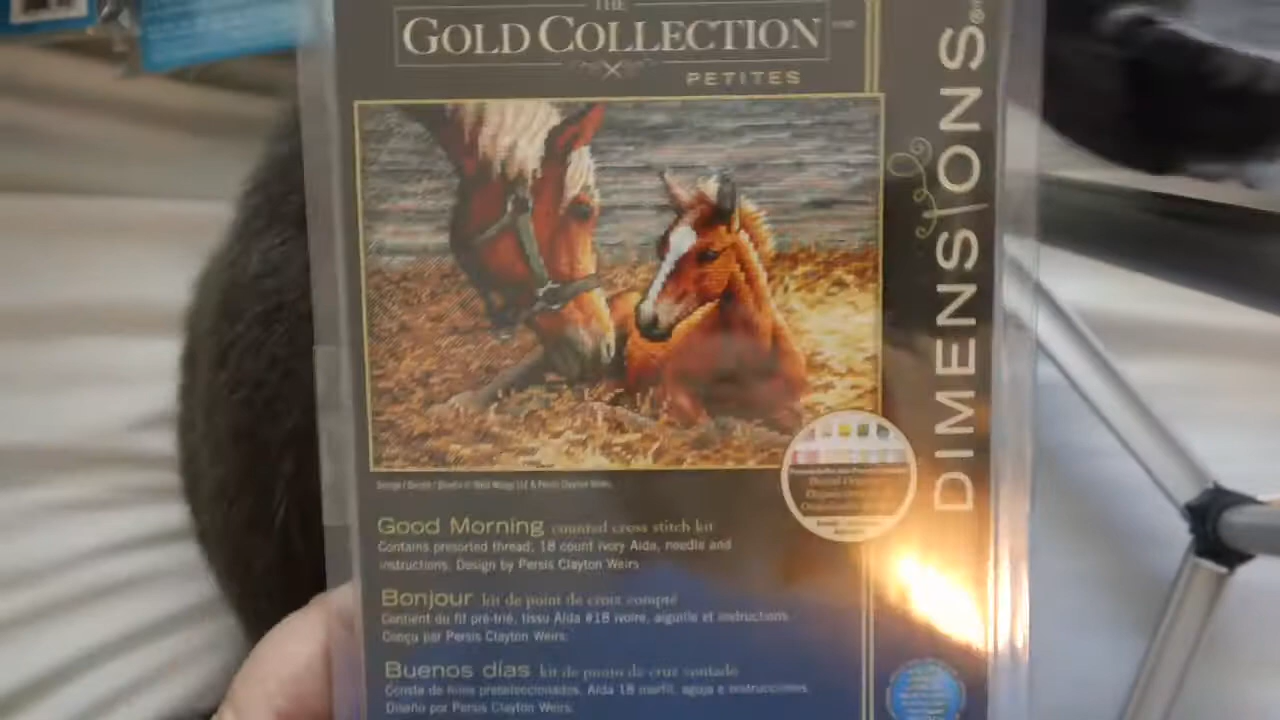 THE
GOLD COLLECTION
PETITES
DIMENSIONS®
Good Morning counted cross stitch kit
Contains presorted thread, 18 count ivory Aida, needle and
instructions. Design by Persis Clayton Weirs
Bonjour kit de point de croix compté
Contient du fil pré-trié, tissu Aida #18 ivoire, aiguille et instructions.
Conçu par Persis Clayton Weirs.
Buenos días kit de punto de cruz contado
Consta de hilos preseleccionados, Aida 18 marfil, aguja e instrucciones.
Diseño por Persis Clayton Weirs.